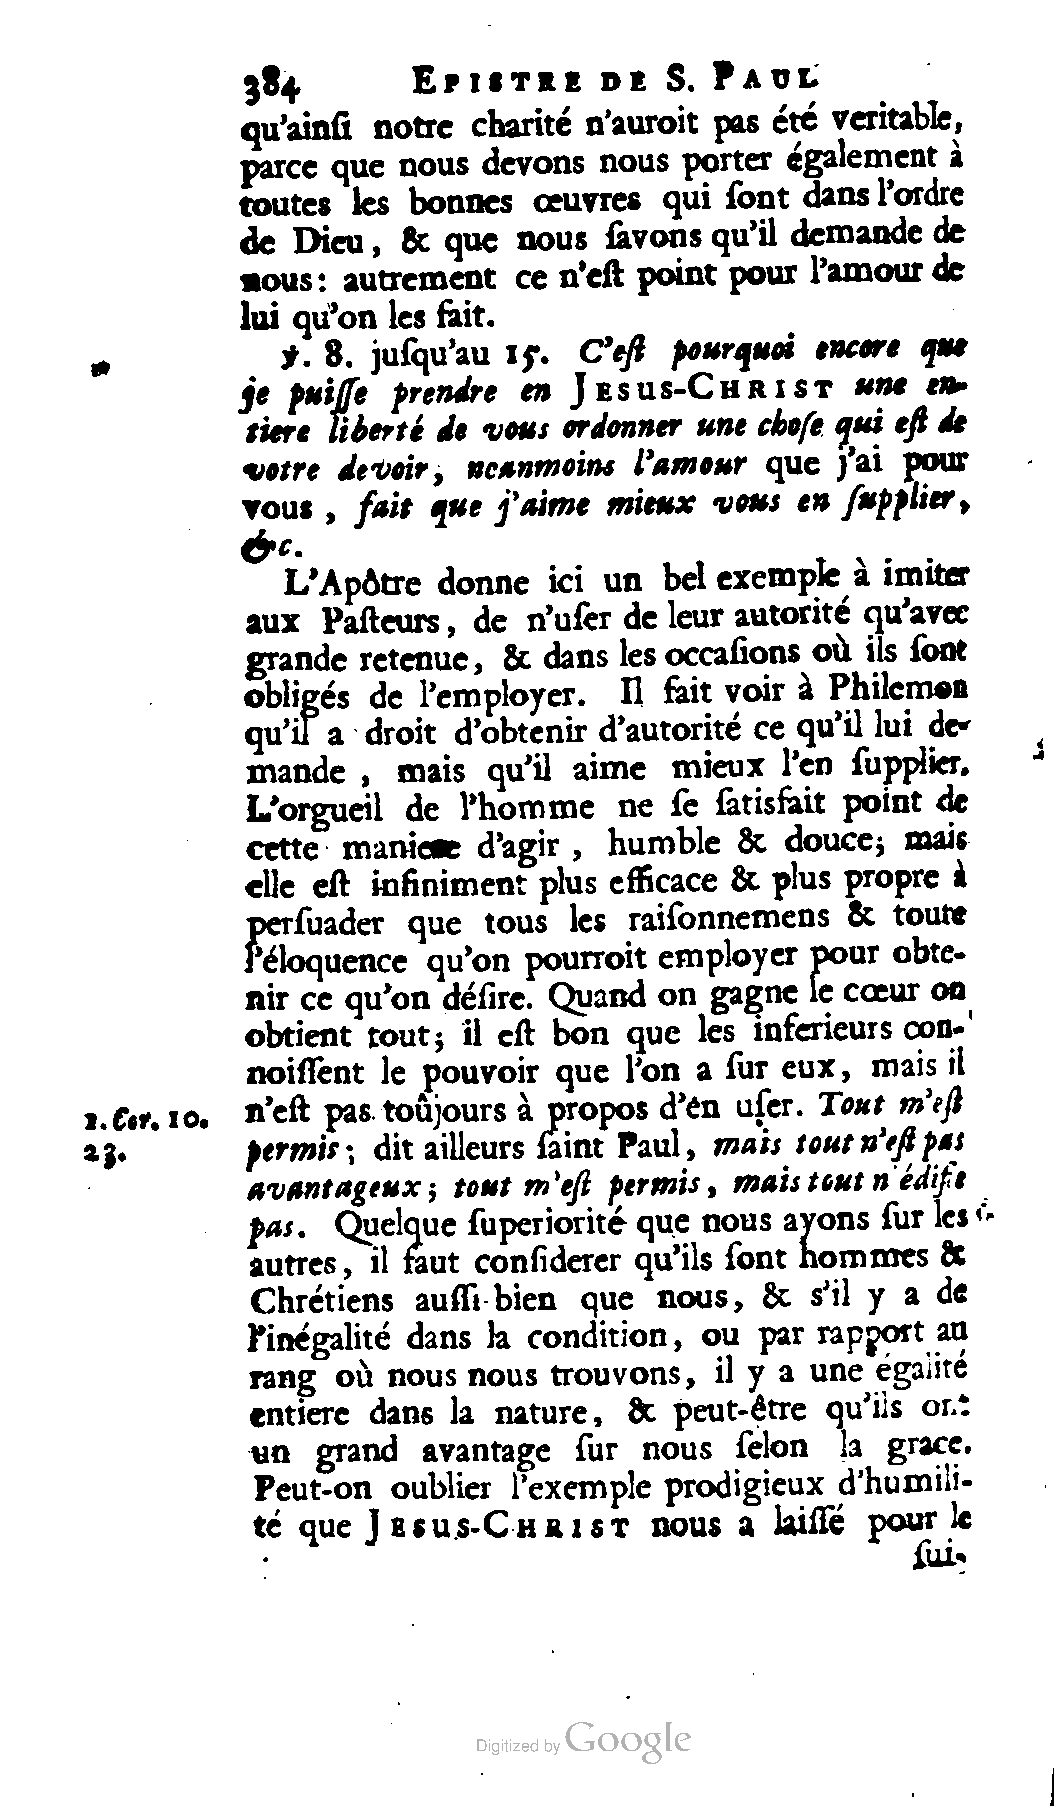 384 EPISTRE DE S. PAUL
qu'ainſi notre charité n'auroit pas été veritable,
parce que nous devons nous porter également à
toutes les bonnes œuvres qui ſont dans l'ordre
de Dieu, & que nous ſavons qu'il demande de
nous: autrement ce n'eſt point pour l'amour de
lui qu'on les fait.
℣. 8. juſqu'au 15. C'eſt pourquoi encore que
je puiſſe prendre en JESUS-CHRIST une en-
tiere liberté de vous ordonner une choſe qui eſt de
votre devoir, neanmoins l'amour que j'ai pour
vous, fait que j'aime mieux vous en ſupplier,
&c.
L'Apôtre donne ici un bel exemple à imiter
aux Paſteurs, de n'uſer de leur autorité qu'avec
grande retenue, & dans les occaſions où ils ſont
obligés de l'employer. Il fait voir à Philemon
qu'il a droit d'obtenir d'autorité ce qu'il lui de-
mande, mais qu'il aime mieux l'en ſupplier.
L'orgueil de l'homme ne ſe ſatisfait point de
cette maniere d'agir, humble & douce; mais
elle eſt infiniment plus efficace & plus propre à
perſuader que tous les raiſonnemens & toute
l'éloquence qu'on pourroit employer pour obte-
nir ce qu'on déſire. Quand on gagne le cœur on
obtient tout; il eſt bon que les inferieurs con-
noiſſent le pouvoir que l'on a ſur eux, mais il
1. Cor. 10. n'eſt pas toûjours à propos d'en uſer. Tout m'eſt
23. permis; dit ailleurs ſaint Paul, mais tout n'eſt pas
avantageux; tout m'eſt permis, mais tout n'édifie
pas. Quelque ſuperiorité que nous ayons ſur les
autres, il faut conſiderer qu'ils ſont hommes &
Chrétiens auſſi-bien que nous, & s'il y a de
l'inégalité dans la condition, ou par rapport au
rang où nous nous trouvons, il y a une égalité
entiere dans la nature, & peut-être qu'ils ont
un grand avantage ſur nous ſelon la grace.
Peut-on oublier l'exemple prodigieux d'humili-
té que JESUS-CHRIST nous a laiſſé pour le
ſui-
Digitized by Google